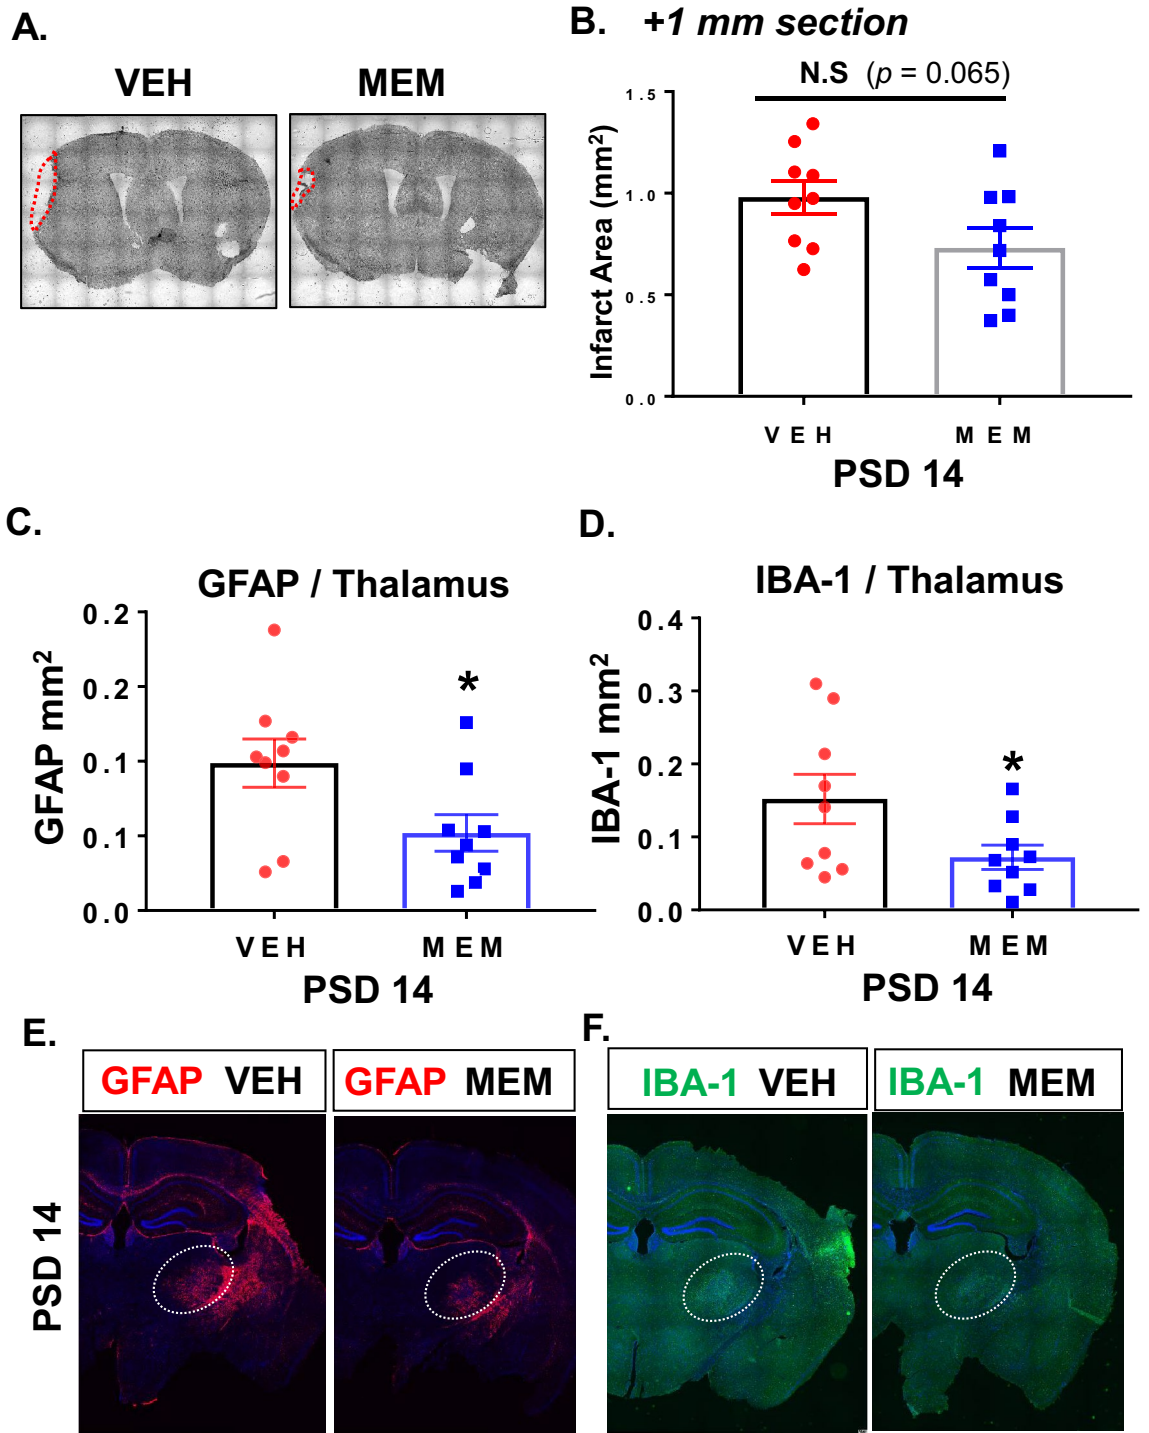 A.
VEH MEM
B. +1 mm section
N.S (p = 0.065)
Infarct Area (mm²)
1.5
1.0
0.5
0.0
VEH MEM
PSD 14
C.
GFAP / Thalamus
GFAP mm²
0.2
0.2
0.1
0.1
0.0
*
VEH MEM
PSD 14
D.
IBA-1 / Thalamus
IBA-1 mm²
0.4
0.3
0.2
0.1
0.0
*
VEH MEM
PSD 14
E.
GFAP VEH GFAP MEM
PSD 14
F.
IBA-1 VEH IBA-1 MEM